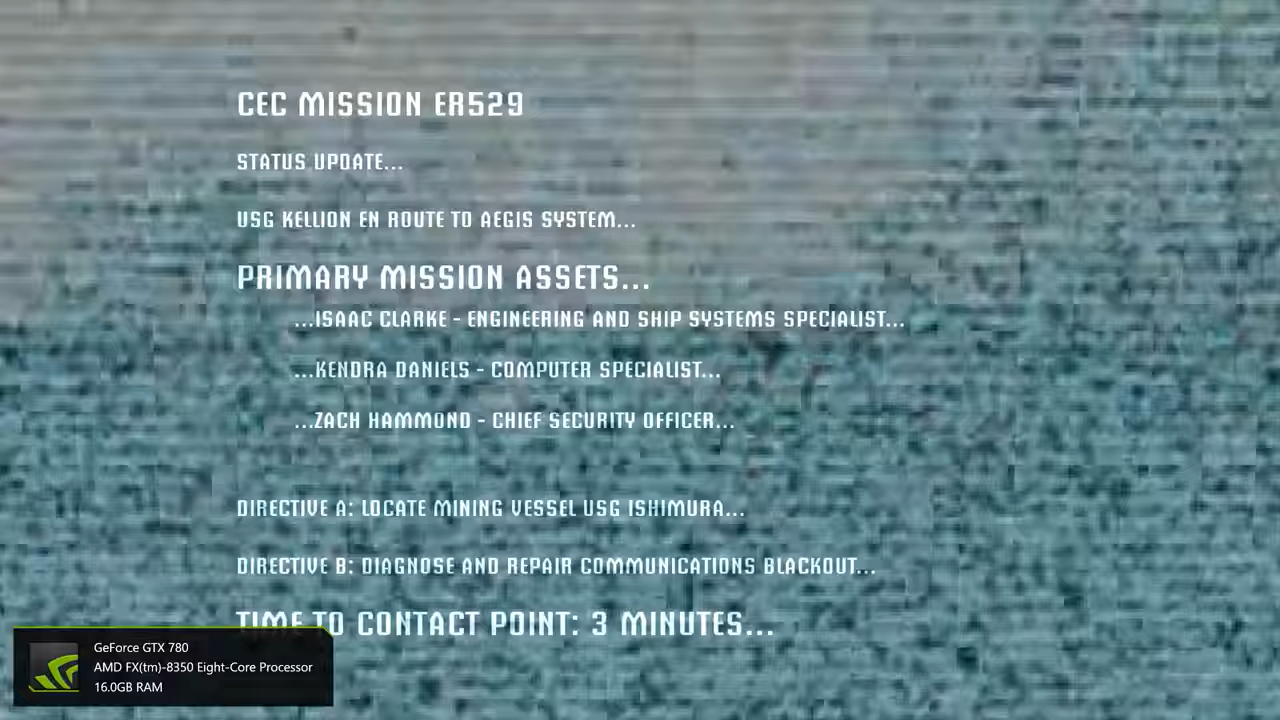 CEC MISSION ER529
STATUS UPDATE...
USG KELLION EN ROUTE TO AEGIS SYSTEM...
PRIMARY MISSION ASSETS...
...ISAAC CLARKE - ENGINEERING AND SHIP SYSTEMS SPECIALIST...
...KENDRA DANIELS - COMPUTER SPECIALIST...
...ZACH HAMMOND - CHIEF SECURITY OFFICER...
DIRECTIVE A: LOCATE MINING VESSEL USG ISHIMURA...
DIRECTIVE B: DIAGNOSE AND REPAIR COMMUNICATIONS BLACKOUT...
TIME TO CONTACT POINT: 3 MINUTES...
GeForce GTX 780
AMD FX(tm)-8350 Eight-Core Processor
16.0GB RAM